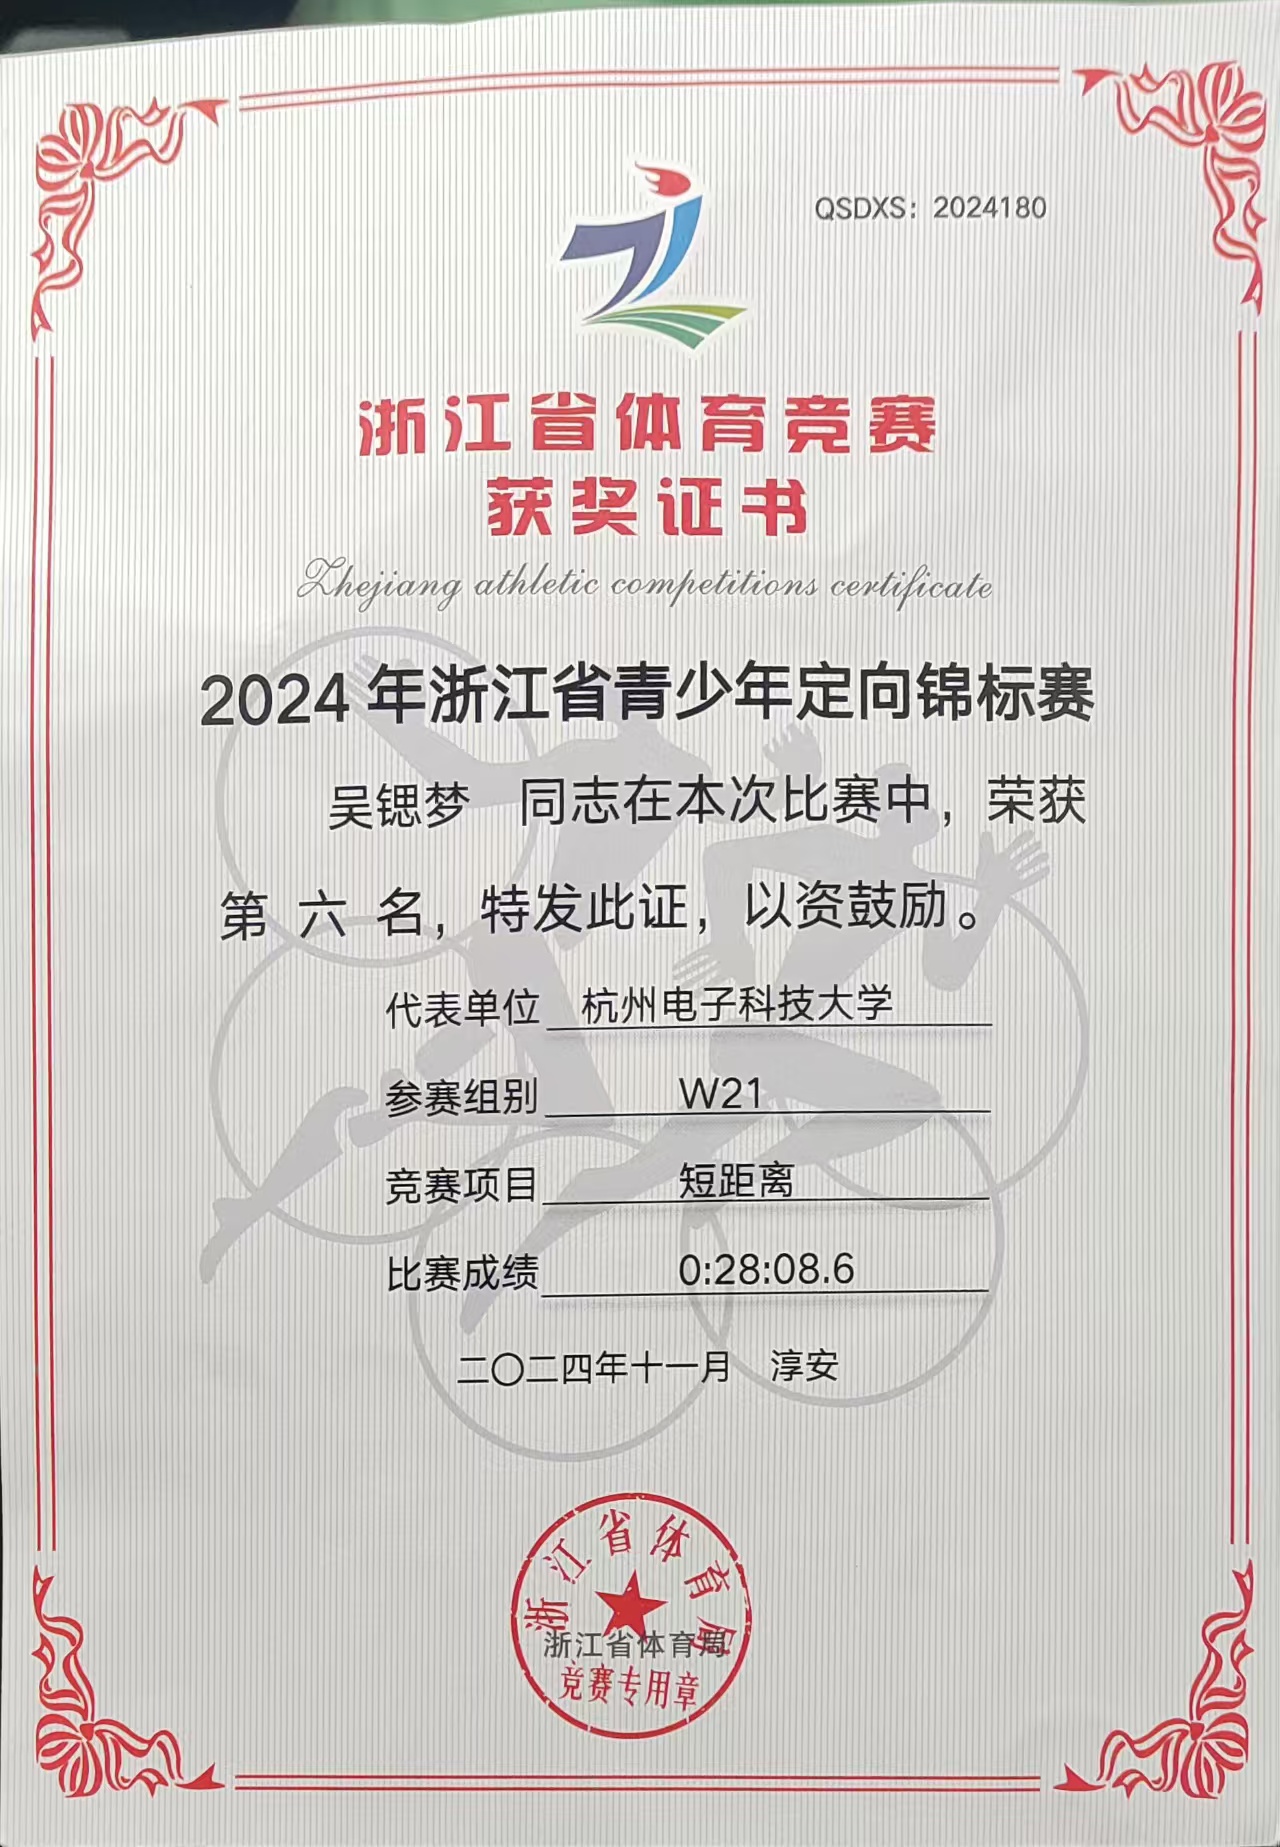 QSDXS：2024180
浙江省体育竞赛
获奖证书
Zhejiang athletic competitions certificate
2024年浙江省青少年定向锦标赛
吴锶梦 同志在本次比赛中，荣获
第 六 名，特发此证，以资鼓励。
代表单位 杭州电子科技大学
参赛组别 W21
竞赛项目 短距离
比赛成绩 0:28:08.6
二〇二四年十一月 淳安
浙江省体育局
浙江省体育局
竞赛专用章